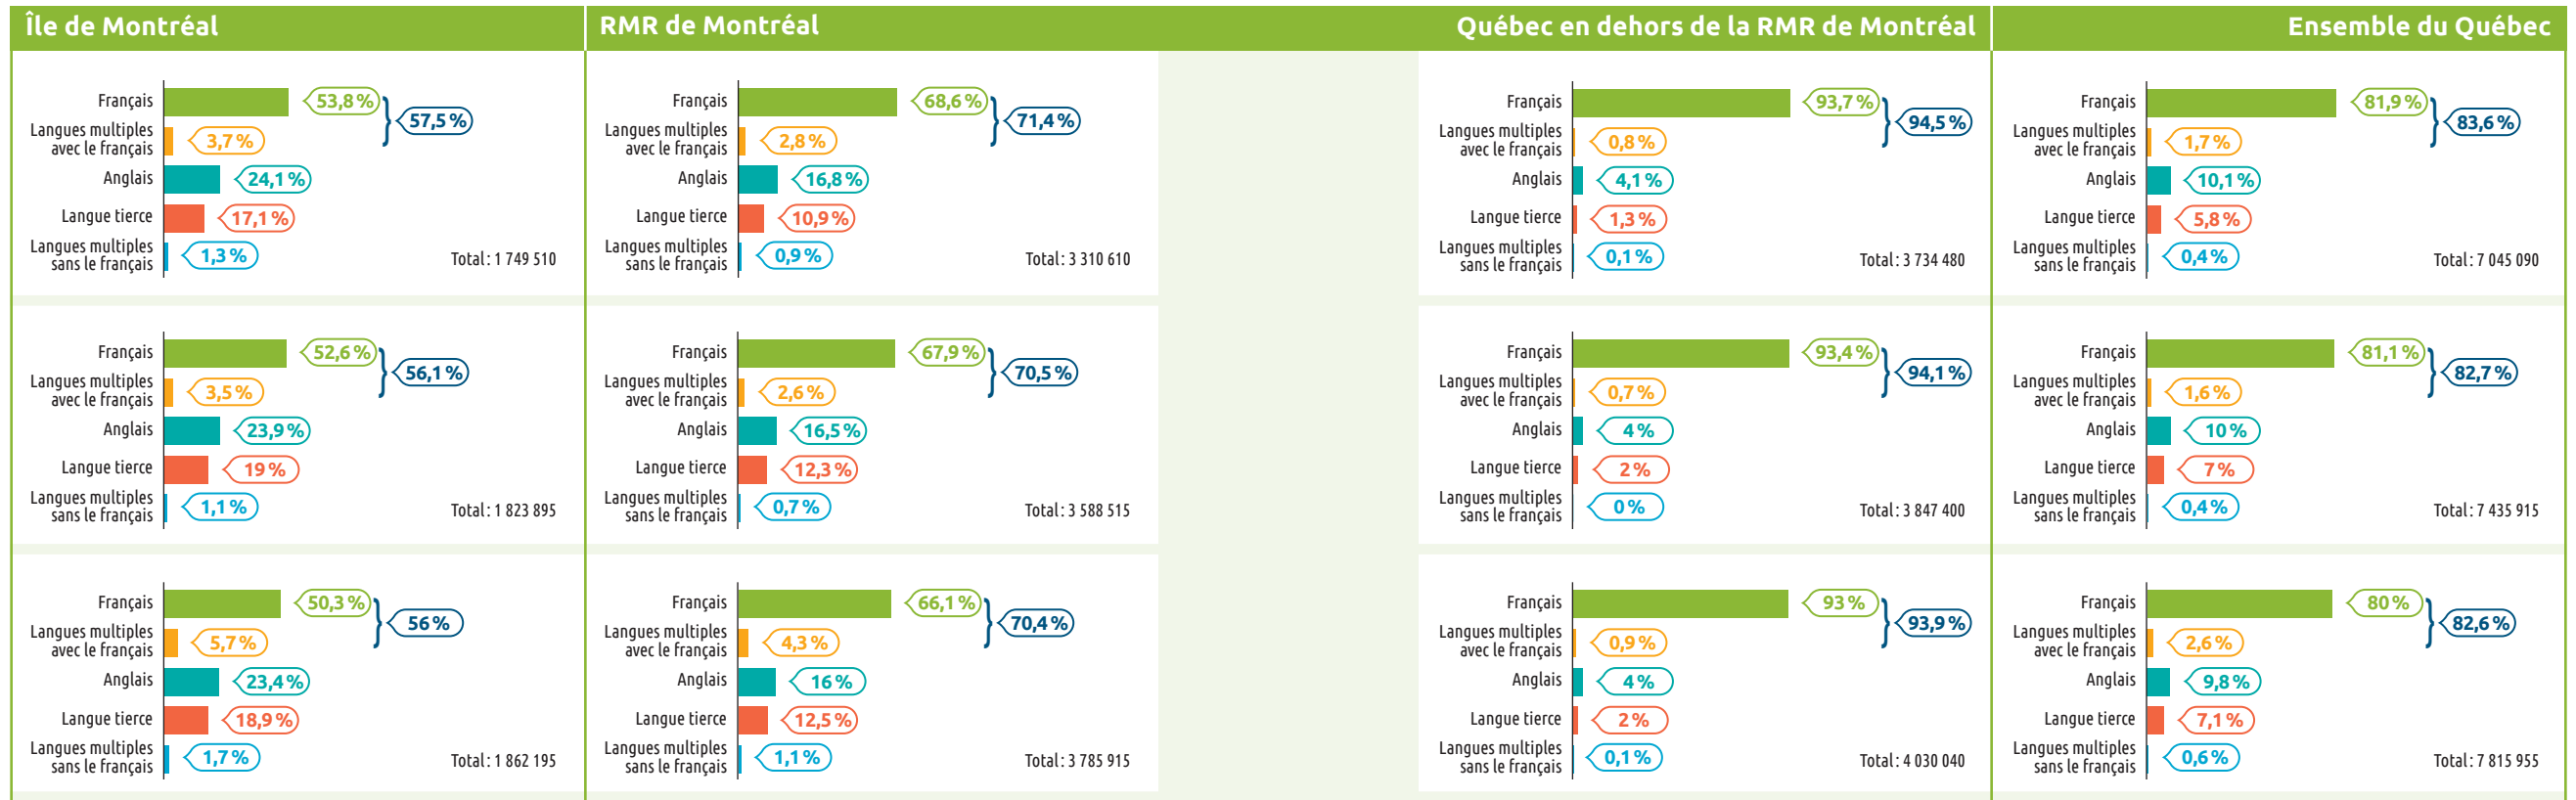 Île de Montréal
RMR de Montréal
Québec en dehors de la RMR de Montréal
Ensemble du Québec
Français
53,8 %
57,5 %
Langues multiples
avec le français
3,7 %
Anglais
24,1 %
Langue tierce
17,1 %
Langues multiples
sans le français
1,3 %
Total : 1 749 510
Français
68,6 %
71,4 %
Langues multiples
avec le français
2,8 %
Anglais
16,8 %
Langue tierce
10,9 %
Langues multiples
sans le français
0,9 %
Total : 3 310 610
Français
93,7 %
94,5 %
Langues multiples
avec le français
0,8 %
Anglais
4,1 %
Langue tierce
1,3 %
Langues multiples
sans le français
0,1 %
Total : 3 734 480
Français
81,9 %
83,6 %
Langues multiples
avec le français
1,7 %
Anglais
10,1 %
Langue tierce
5,8 %
Langues multiples
sans le français
0,4 %
Total : 7 045 090
Français
52,6 %
56,1 %
Langues multiples
avec le français
3,5 %
Anglais
23,9 %
Langue tierce
19 %
Langues multiples
sans le français
1,1 %
Total : 1 823 895
Français
67,9 %
70,5 %
Langues multiples
avec le français
2,6 %
Anglais
16,5 %
Langue tierce
12,3 %
Langues multiples
sans le français
0,7 %
Total : 3 588 515
Français
93,4 %
94,1 %
Langues multiples
avec le français
0,7 %
Anglais
4 %
Langue tierce
2 %
Langues multiples
sans le français
0 %
Total : 3 847 400
Français
81,1 %
82,7 %
Langues multiples
avec le français
1,6 %
Anglais
10 %
Langue tierce
7 %
Langues multiples
sans le français
0,4 %
Total : 7 435 915
Français
50,3 %
56 %
Langues multiples
avec le français
5,7 %
Anglais
23,4 %
Langue tierce
18,9 %
Langues multiples
sans le français
1,7 %
Total : 1 862 195
Français
66,1 %
70,4 %
Langues multiples
avec le français
4,3 %
Anglais
16 %
Langue tierce
12,5 %
Langues multiples
sans le français
1,1 %
Total : 3 785 915
Français
93 %
93,9 %
Langues multiples
avec le français
0,9 %
Anglais
4 %
Langue tierce
2 %
Langues multiples
sans le français
0,1 %
Total : 4 030 040
Français
80 %
82,6 %
Langues multiples
avec le français
2,6 %
Anglais
9,8 %
Langue tierce
7,1 %
Langues multiples
sans le français
0,6 %
Total : 7 815 955